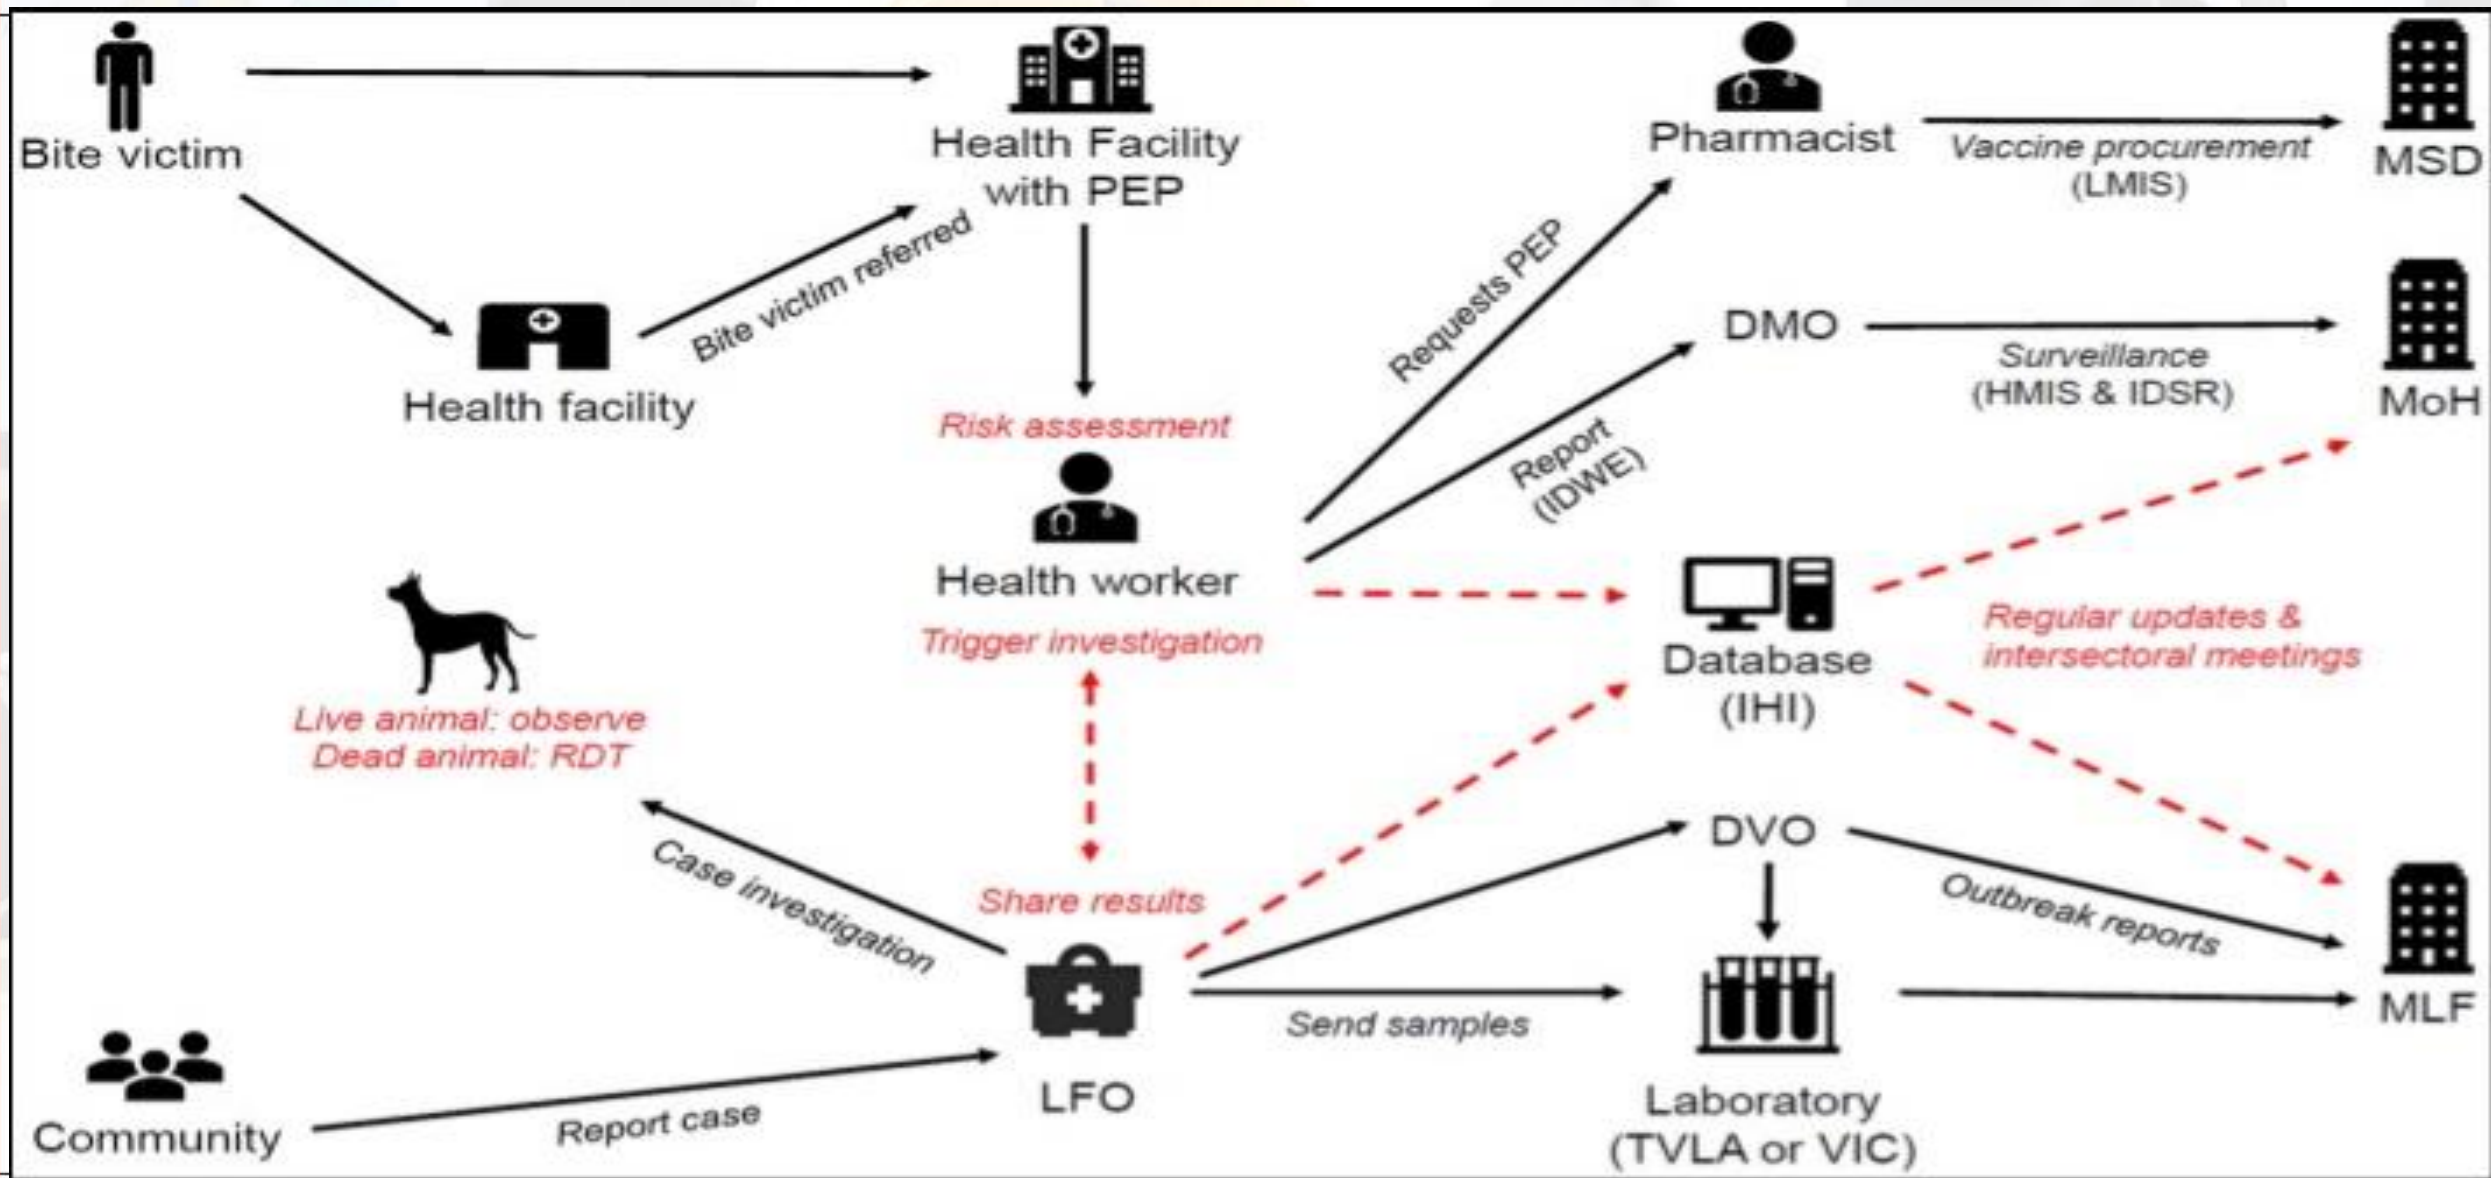 Bite victim
Health Facility
with PEP
Pharmacist
Vaccine procurement
(LMIS)
MSD
Bite victim referred
Health facility
Requests PEP
DMO
Surveillance
(HMIS & IDSR)
MoH
Risk assessment
Report
(IDWE)
Health worker
Trigger investigation
Database
(IHI)
Regular updates &
intersectoral meetings
Live animal: observe
Dead animal: RDT
Case investigation
Share results
DVO
Outbreak reports
MLF
Send samples
LFO
Laboratory
(TVLA or VIC)
Community
Report case